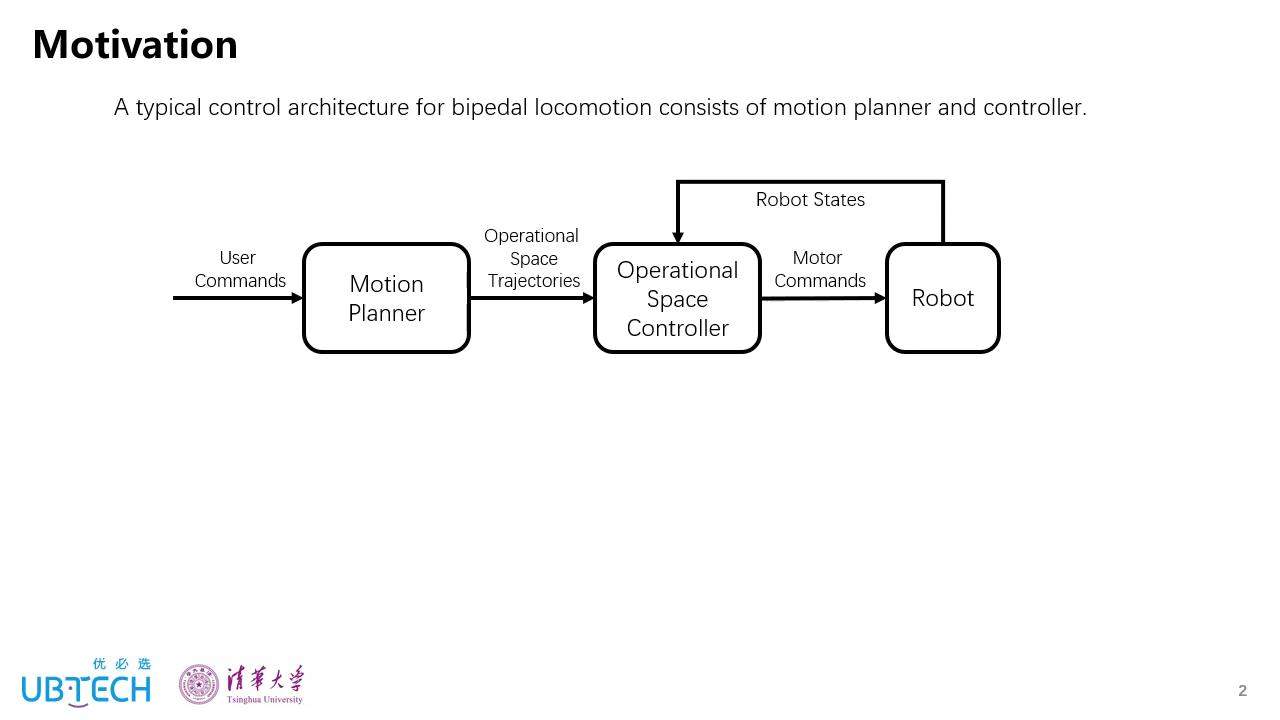 Motivation
A typical control architecture for bipedal locomotion consists of motion planner and controller.
Robot States
User
Commands
Motion
Planner
Operational
Space
Trajectories
Operational
Space
Controller
Motor
Commands
Robot
优必选
UBTECH
清华大学
Tsinghua University
2